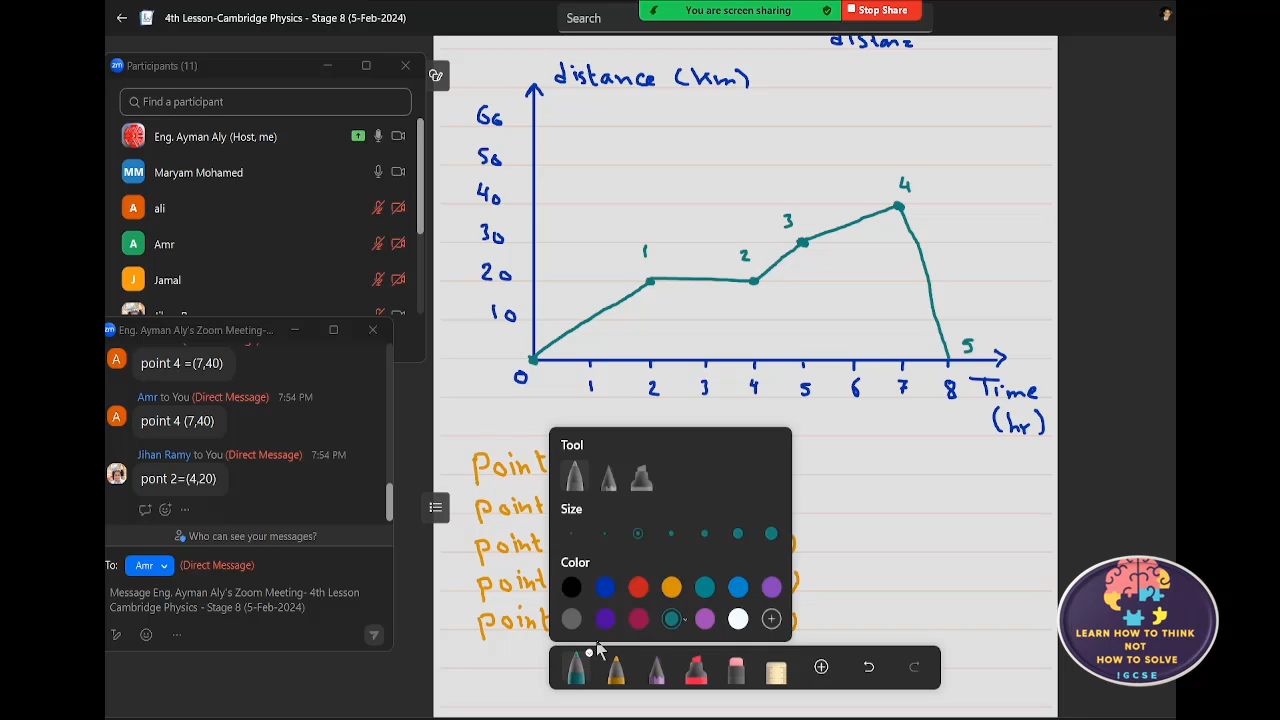 4th Lesson-Cambridge Physics - Stage 8 (5-Feb-2024)
Search
You are screen sharing
Stop Share
Participants (11)
Find a participant
Eng. Ayman Aly (Host, me)
MM Maryam Mohamed
A ali
A Amr
J Jamal
Eng. Ayman Aly's Zoom Meeting-...
A point 4 =(7,40)
Amr to You (Direct Message) 7:54 PM
A point 4 (7,40)
Jihan Ramy to You (Direct Message) 7:54 PM
pont 2=(4,20)
Who can see your messages?
To: Amr (Direct Message)
Message Eng. Ayman Aly's Zoom Meeting- 4th Lesson
Cambridge Physics - Stage 8 (5-Feb-2024)
distance (km)
60
50
40
30
20
10
0
1 2 3 4 5 6 7 8 Time
(hr)
1
2
3
4
5
point
point
point
point
point
Tool
Size
Color
LEARN HOW TO THINK
NOT
HOW TO SOLVE
!GCSE